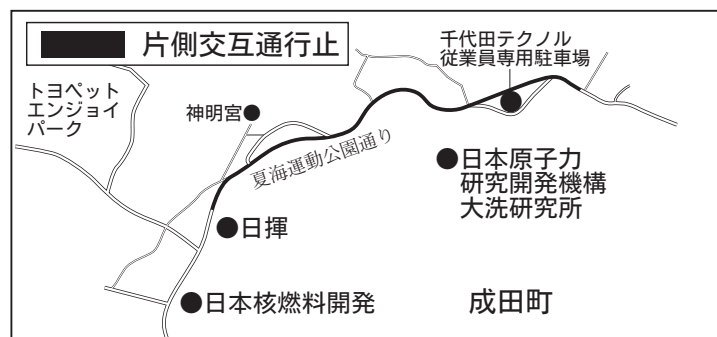 片側交互通行止
千代田テクノル
従業員専用駐車場
トヨペット
エンジョイ
パーク
神明宮
夏海運動公園通り
日本原子力
研究開発機構
大洗研究所
日揮
日本核燃料開発
成田町